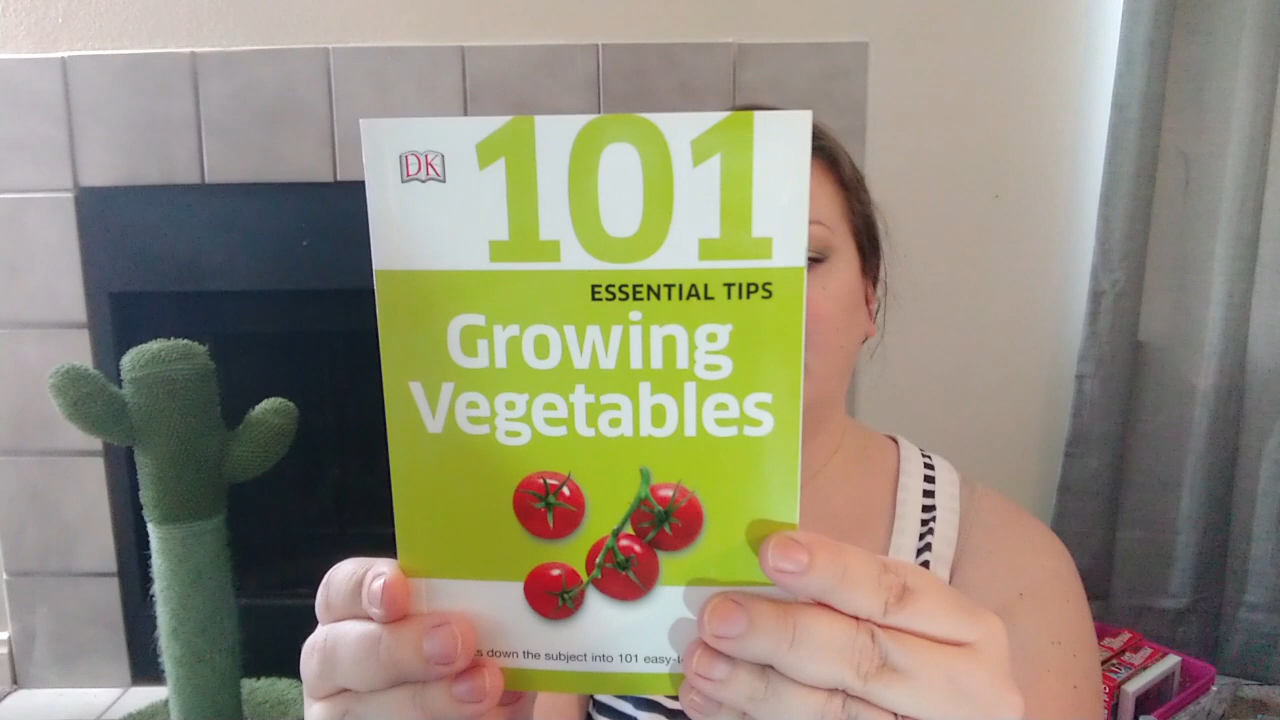 DK
101
ESSENTIAL TIPS
Growing
Vegetables
down the subject into 101